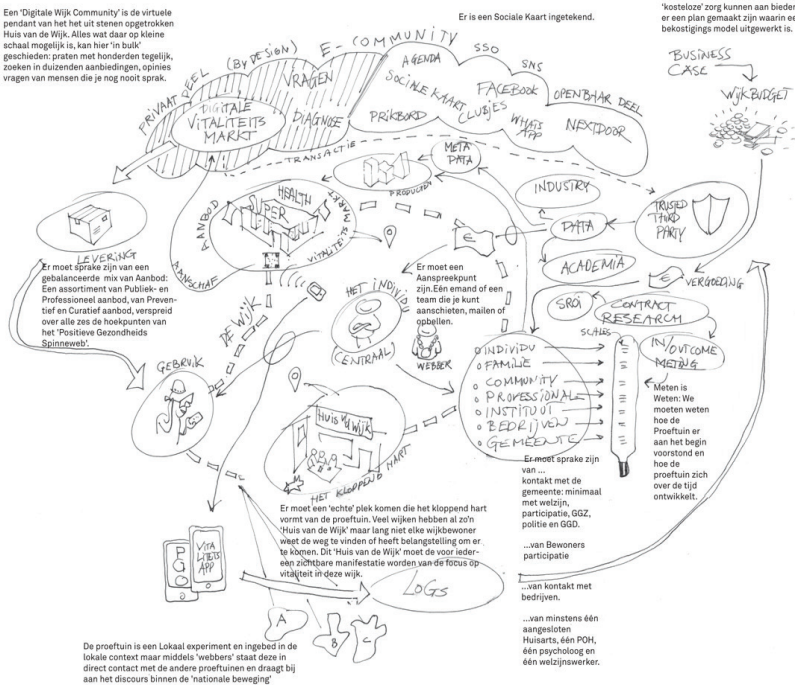 Een 'Digitale Wijk Community' is de virtuele
pendant van het het uit stenen opgetrokken
Huis van de Wijk. Alles wat daar op kleine
schaal mogelijk is, kan hier 'in bulk'
geschieden: praten met honderden tegelijk,
zoeken in duizenden aanbiedingen, opinies
vragen van mensen die je nog nooit sprak.
Er is een Sociale Kaart ingetekend.
'kosteloze' zorg kunnen aan bieden
er een plan gemaakt zijn waarin ee
bekostigings model uitgewerkt is.
BUSINESS
CASE
WIJKBUDGET
PRIVAAT DEEL (BY DESIGN) E-COMMUNITY
SSO
SNS
OPENBAAR DEEL
DIGITALE
VITALITEITS
MARKT
VRAGEN
DIAGNOSE
AGENDA
SOCIALE KAART
PRIKBORD
FACEBOOK
CLUBJES
WHATS
APP
NEXTDOOR
TRANSACTIE
META
DATA
PRODUCTEN
INDUSTRY
DATA
ACADEMIA
TRUSTED
THIRD
PARTY
LEVERING
AANBOD
HEALTH
SUPER
MARKT
VITALITEITS
AANSCHAF
Er moet sprake zijn van een
gebalanceerde mix van Aanbod:
Een assortiment van Publiek- en
Professioneel aanbod, van Preven-
tief en Curatief aanbod, verspreid
over alle zes de hoekpunten van
het 'Positieve Gezondheids
Spinneweb'.
DE WIJK
HET INDIVIDU
(CENTRAAL)
Er moet een
Aanspreekpunt
zijn.Eén emand of een
team die je kunt
aanschieten, mailen of
opbellen.
WEBBER
€
VERGOEDING
SROI
CONTRACT
RESEARCH
SCALES
IN/OUTCOME
METING
INDIVIDU
FAMILIE
COMMUNITY
PROFESSIONAL
INSTITUUT
BEDRIJVEN
GEMEENTE
Meten is
Weten: We
moeten weten
hoe de
Proeftuin er
aan het begin
voorstond en
hoe de
proeftuin zich
over de tijd
ontwikkelt.
GEBRUIK
HUIS vd WIJK
HET KLOPPEND HART
Er moet een 'echte' plek komen die het kloppend hart
vormt van de proeftuin. Veel wijken hebben al zo'n
'Huis van de Wijk' maar lang niet elke wijkbewoner
weet de weg te vinden of heeft belangstelling om er
te komen. Dit 'Huis van de Wijk' moet de voor ieder-
een zichtbare manifestatie worden van de focus op
vitaliteit in deze wijk.
Er moet sprake zijn
van ...
kontakt met de
gemeente: minimaal
met welzijn,
participatie, GGZ,
politie en GGD.
...van Bewoners
participatie
...van kontakt met
bedrijven.
...van minstens één
aangesloten
Huisarts, één POH,
één psycholoog en
één welzijnswerker.
PGO
VITA
LITEITS
APP
LOGS
A
B
C
De proeftuin is een Lokaal experiment en ingebed in de
lokale context maar middels 'webbers' staat deze in
direct contact met de andere proeftuinen en draagt bij
aan het discours binnen de 'nationale beweging'